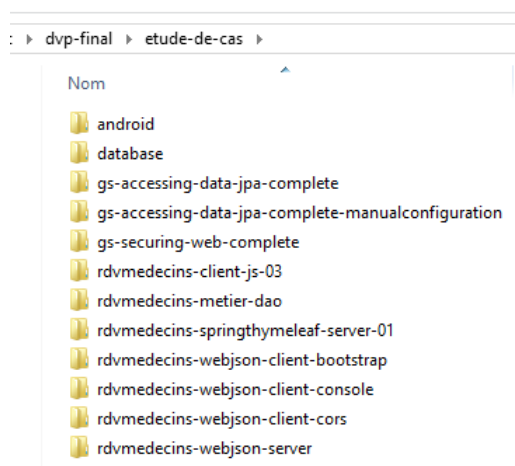 dvp-final etude-de-cas
Nom
android
database
gs-accessing-data-jpa-complete
gs-accessing-data-jpa-complete-manualconfiguration
gs-securing-web-complete
rdvmedecins-client-js-03
rdvmedecins-metier-dao
rdvmedecins-springthymeleaf-server-01
rdvmedecins-webjson-client-bootstrap
rdvmedecins-webjson-client-console
rdvmedecins-webjson-client-cors
rdvmedecins-webjson-server